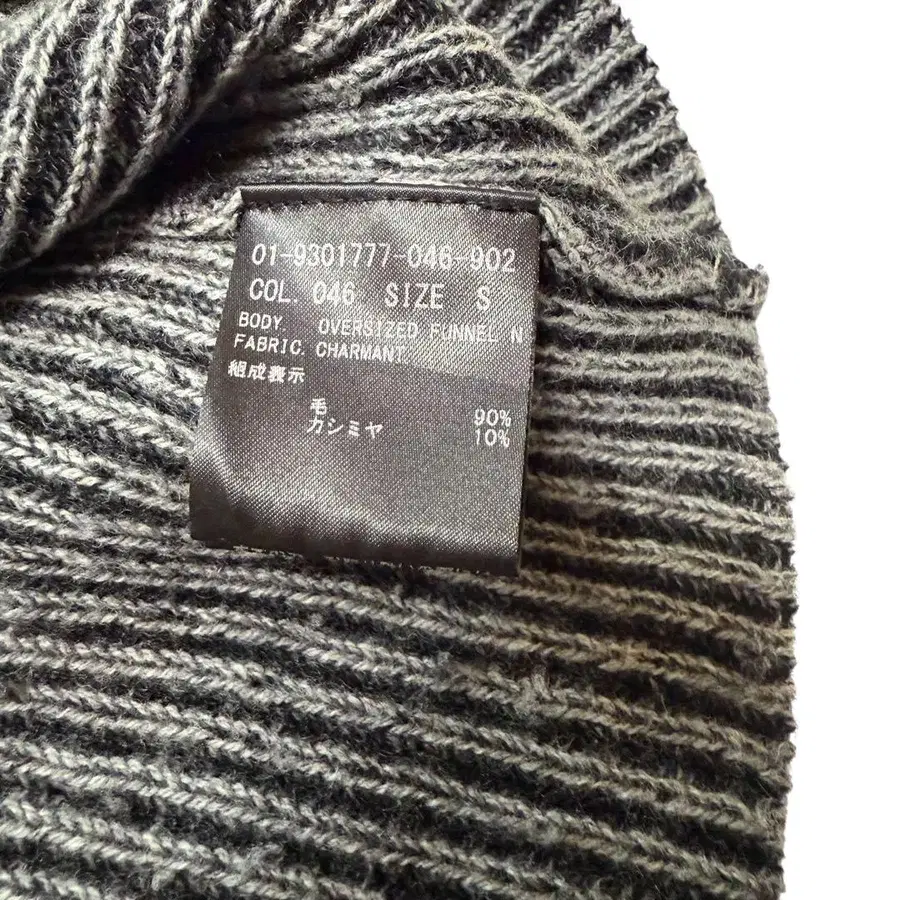 01-9301777-046-902
COL. 046 SIZE S
BODY. OVERSIZED FUNNEL N
FABRIC. CHARMANT
組成表示
毛 90%
カシミヤ 10%